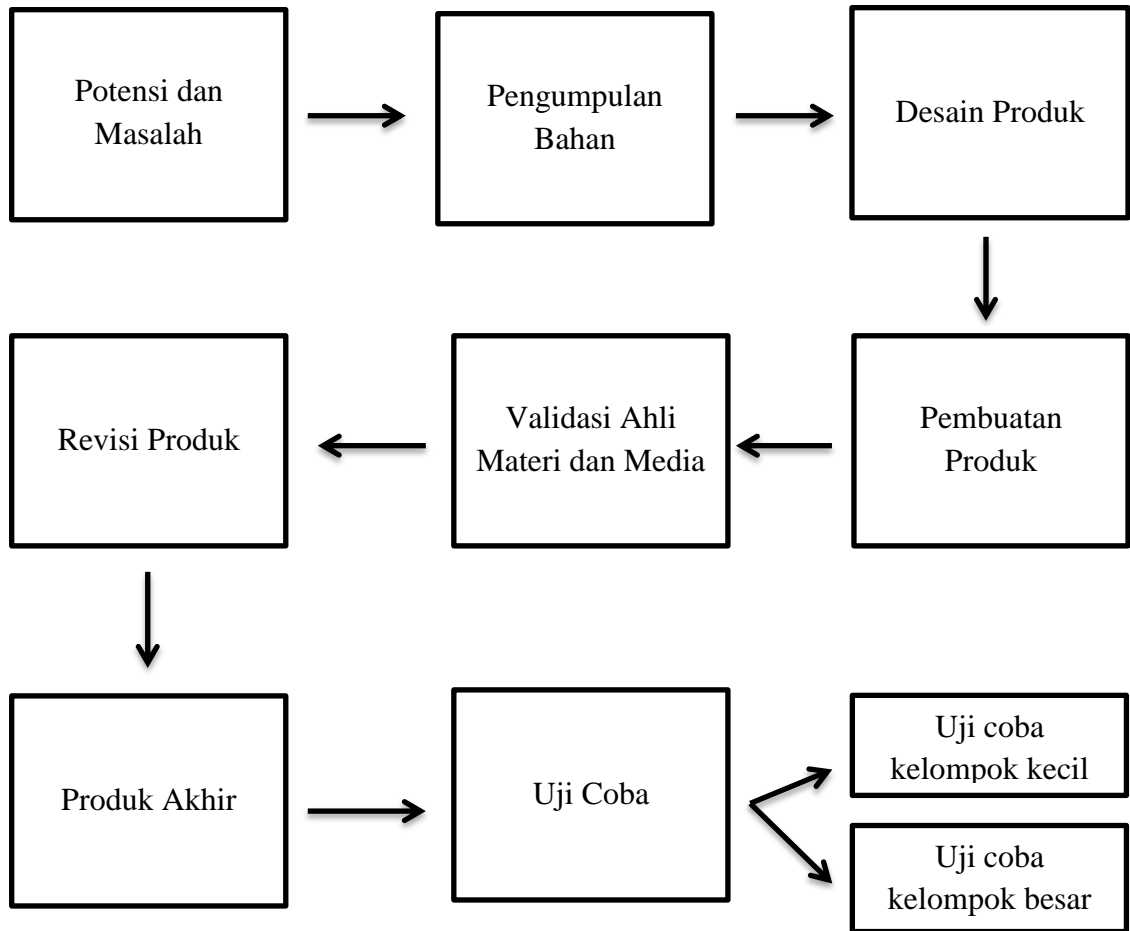 Potensi dan
Masalah
Pengumpulan
Bahan
Desain Produk
Revisi Produk
Validasi Ahli
Materi dan Media
Pembuatan
Produk
Produk Akhir
Uji Coba
Uji coba
kelompok kecil
Uji coba
kelompok besar